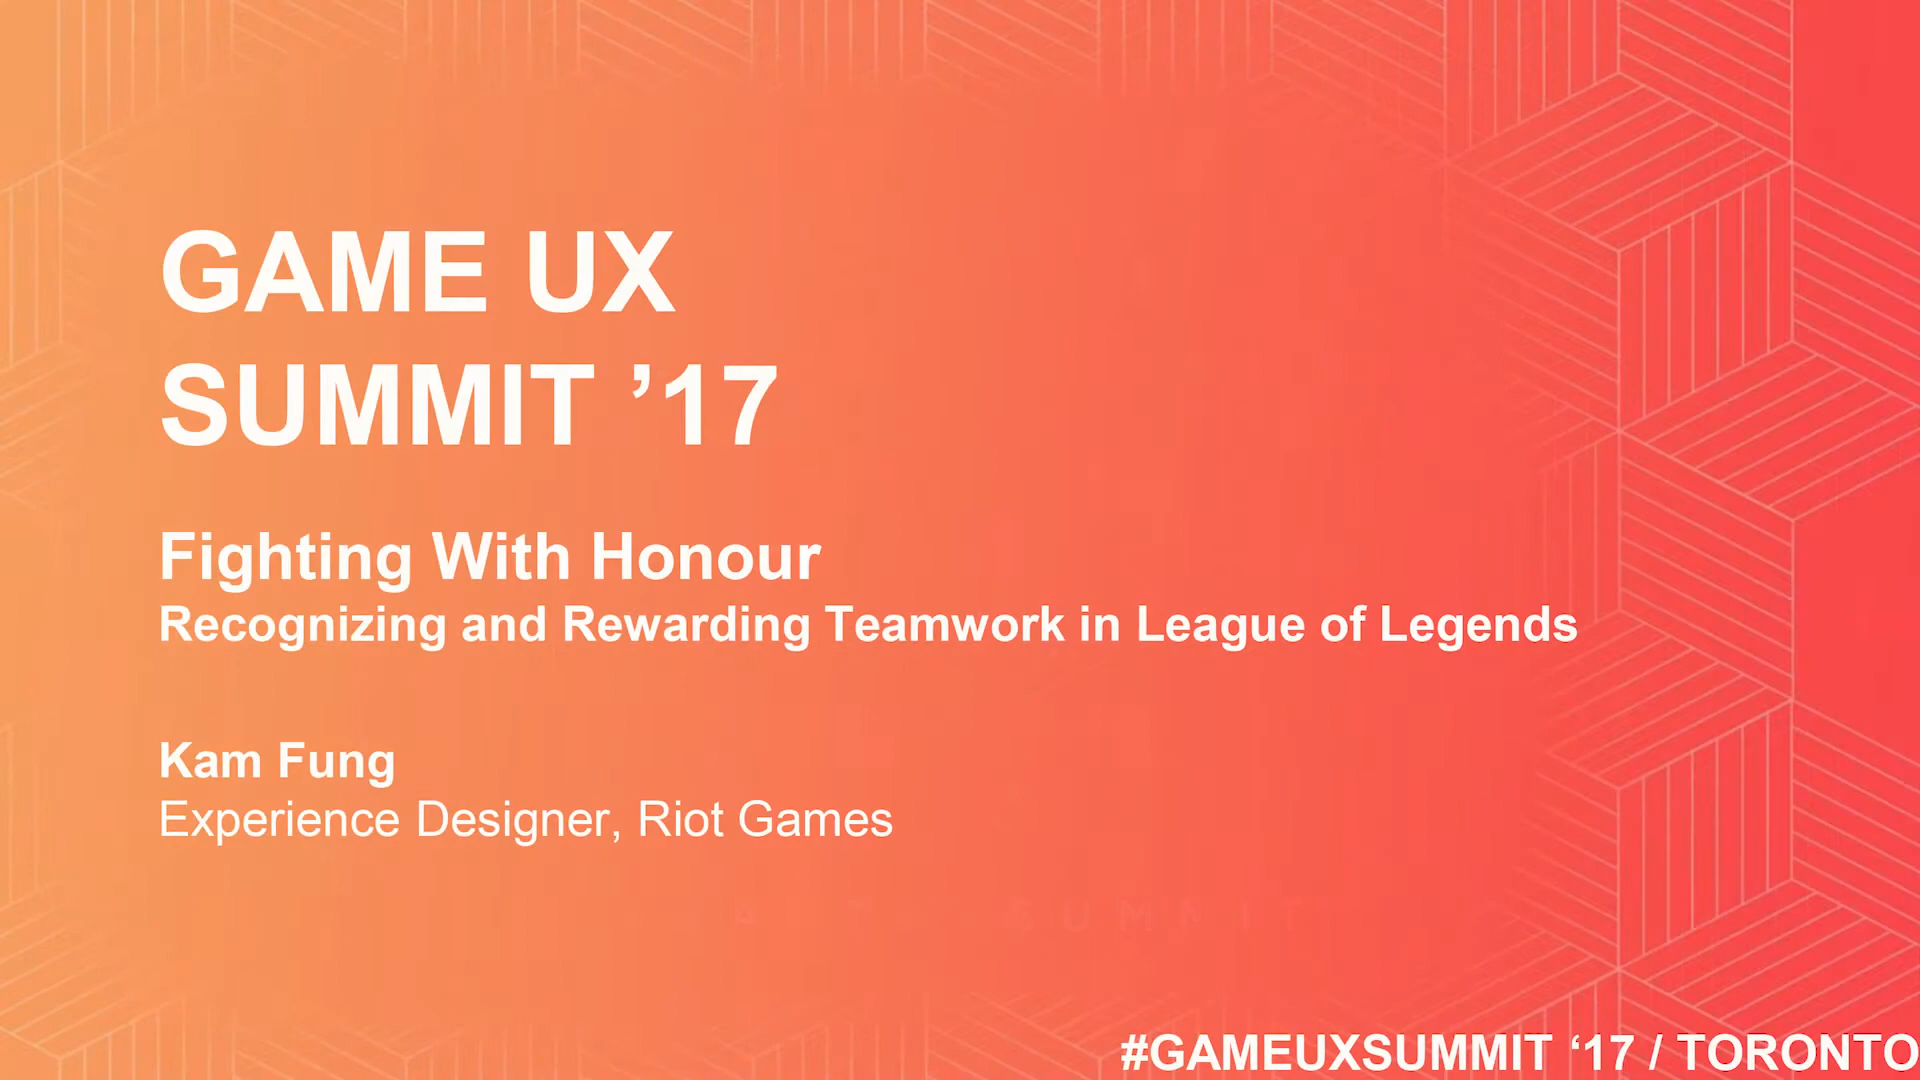 GAME UX
SUMMIT ’17
Fighting With Honour
Recognizing and Rewarding Teamwork in League of Legends
Kam Fung
Experience Designer, Riot Games
SUMMIT
#GAMEUXSUMMIT ‘17 / TORONTO